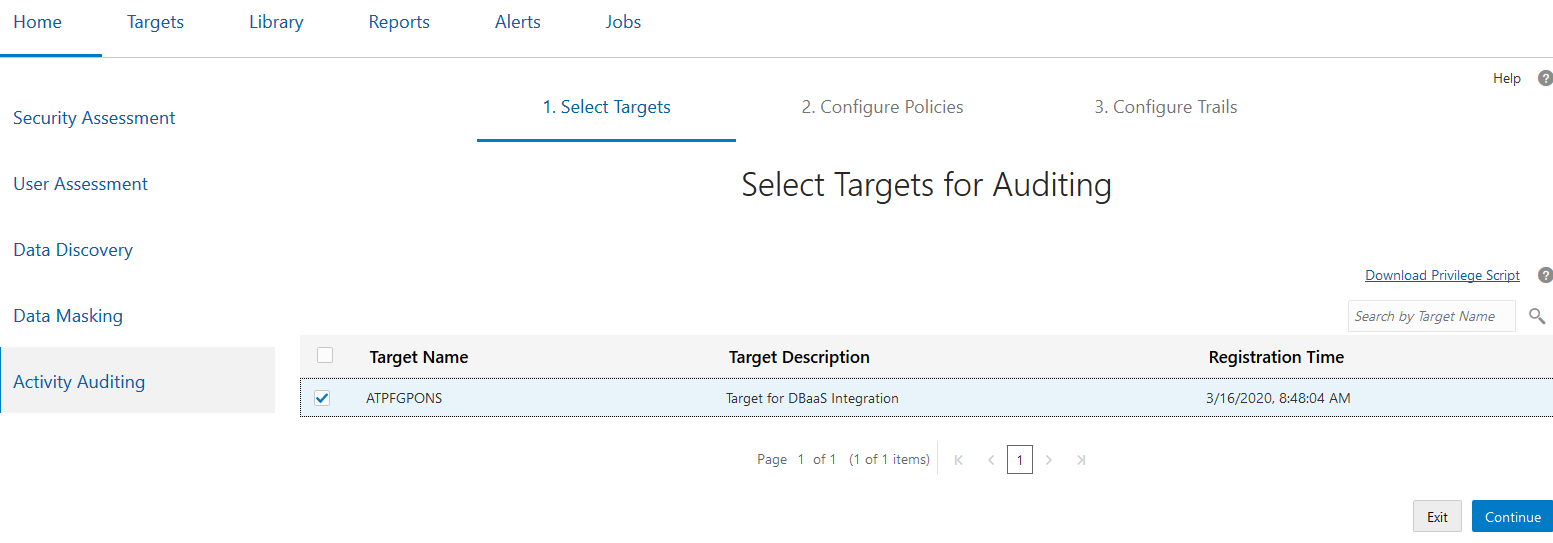 Home Targets Library Reports Alerts Jobs
Help ?
1. Select Targets 2. Configure Policies 3. Configure Trails
Security Assessment
User Assessment
Data Discovery
Data Masking
Activity Auditing
Select Targets for Auditing
Download Privilege Script ?
Search by Target Name
Target Name Target Description Registration Time
ATPFGPONS Target for DBaaS Integration 3/16/2020, 8:48:04 AM
Page 1 of 1 (1 of 1 items) 1
Exit Continue